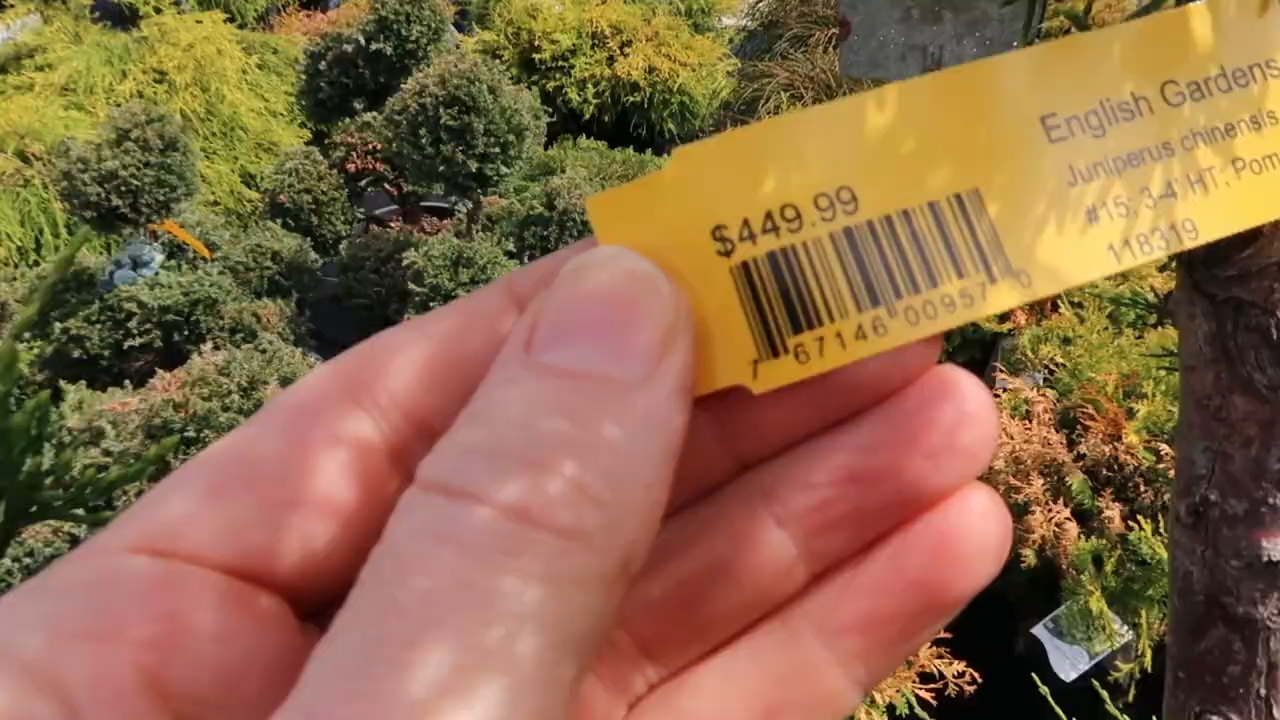 English Gardens
Juniperus chinensis
#15, 3-4' HT, Pom
118319
$449.99
7 67146 00957 0